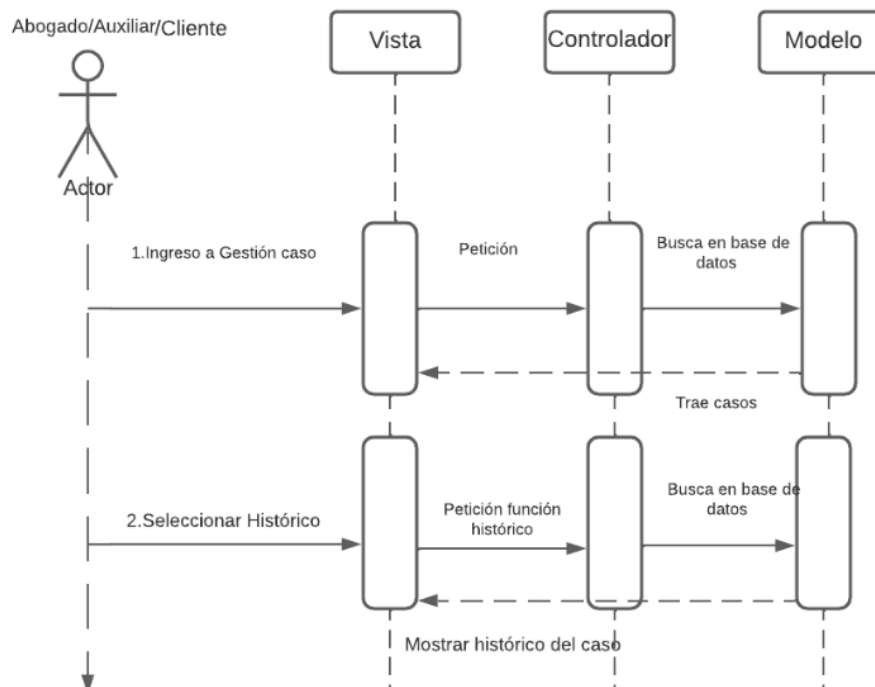 Abogado/Auxiliar/Cliente
Vista
Controlador
Modelo
Actor
1.Ingreso a Gestión caso
Petición
Busca en base de
datos
Trae casos
2.Seleccionar Histórico
Petición función
histórico
Busca en base de
datos
Mostrar histórico del caso